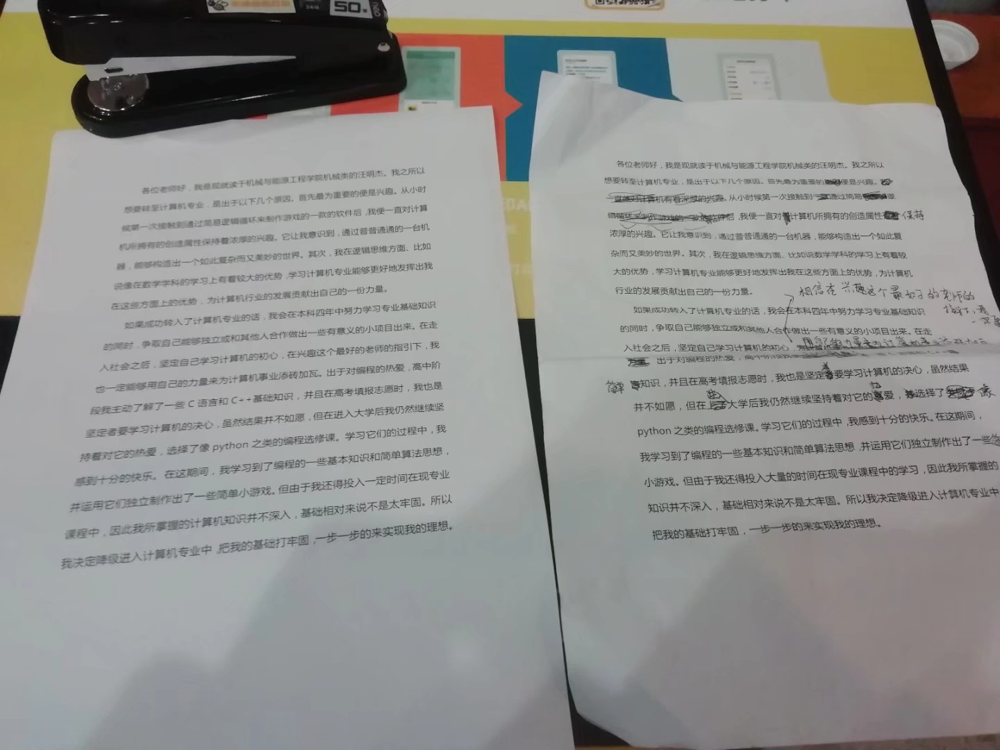 50
deli
24/6
各位老师好，我是现就读于机械与能源工程学院机械类的汪明杰。我之所以
想要转至计算机专业，是出于以下几个原因。首先最为重要的便是兴趣。从小时
候第一次接触到通过简易逻辑循环来制作游戏的一款的软件后，我便一直对计算
机所拥有的创造属性保持着浓厚的兴趣。它让我意识到，通过普普通通的一台机
器，能够构造出一个如此复杂而又美妙的世界。其次，我在逻辑思维方面、比如
说像在数学学科的学习上有着较大的优势，学习计算机专业能够更好地发挥出我
在这些方面上的优势，为计算机行业的发展贡献出自己的一份力量。
如果成功转入了计算机专业的话，我会在本科四年中努力学习专业基础知识
的同时，争取自己能够独立或和其他人合作做出一些有意义的小项目出来。在走
入社会之后，坚定自己学习计算机的初心，在兴趣这个最好的老师的指引下，我
也一定能够用自己的力量来为计算机事业添砖加瓦。出于对编程的热爱，高中阶
段我主动了解了一些 C 语言和 C++基础知识，并且在高考填报志愿时，我也是
坚定者要学习计算机的决心，虽然结果并不如愿，但在进入大学后我仍然继续坚
持着对它的热爱，选择了像 python 之类的编程选修课。学习它们的过程中，我
感到十分的快乐。在这期间，我学习到了编程的一些基本知识和简单算法思想，
并运用它们独立制作出了一些简单小游戏。但由于我还得投入一定时间在现专业
课程中，因此我所掌握的计算机知识并不深入，基础相对来说不是太牢固。所以
我决定降级进入计算机专业中，把我的基础打牢固，一步一步的来实现我的理想。
各位老师好，我是现就读于机械与能源工程学院机械类的汪明杰。我之所以
想要转至计算机专业，是出于以下几个原因。首先最为重要的便是兴趣。
一直就对计算机有着深厚的兴趣。从小时候第一次接触到通过简易
循环来制作游戏的一款的软件后，我便一直对计算机所拥有的创造属性保持
浓厚的兴趣。它让我意识到，通过普普通通的一台机器，能够构造出一个如此复
杂而又美妙的世界。其次，我在逻辑思维方面、比如说数学学科的学习上有着较
大的优势，学习计算机专业能够更好地发挥出我在这些方面上的优势，为计算机
行业的发展贡献出自己的一份力量。
相信在兴趣这个最好的老师的
指引下，我
一定
如果成功转入了计算机专业的话，我会在本科四年中努力学习专业基础知识
的同时，争取自己能够独立或和其他人合作做出一些有意义的小项目出来。在走
入社会之后，坚定自己学习计算机的初心，
用自己的力量来为计算机事业添砖加瓦
出于对编程的热爱，高中阶段我
简单知识，并且在高考填报志愿时，我也是坚定着要学习计算机的决心，虽然结果
并不如愿，但在进大学后我仍然继续坚持着对它的热爱，选择了像
python 之类的编程选修课。学习它们的过程中，我感到十分的快乐。在这期间，
我学习到了编程的一些基本知识和简单算法思想，并运用它们独立制作出了一些
小游戏。但由于我还得投入大量的时间在现专业课程中的学习，因此我所掌握的
知识并不深入，基础相对来说不是太牢固。所以我决定降级进入计算机专业中
把我的基础打牢固，一步一步的来实现我的理想。